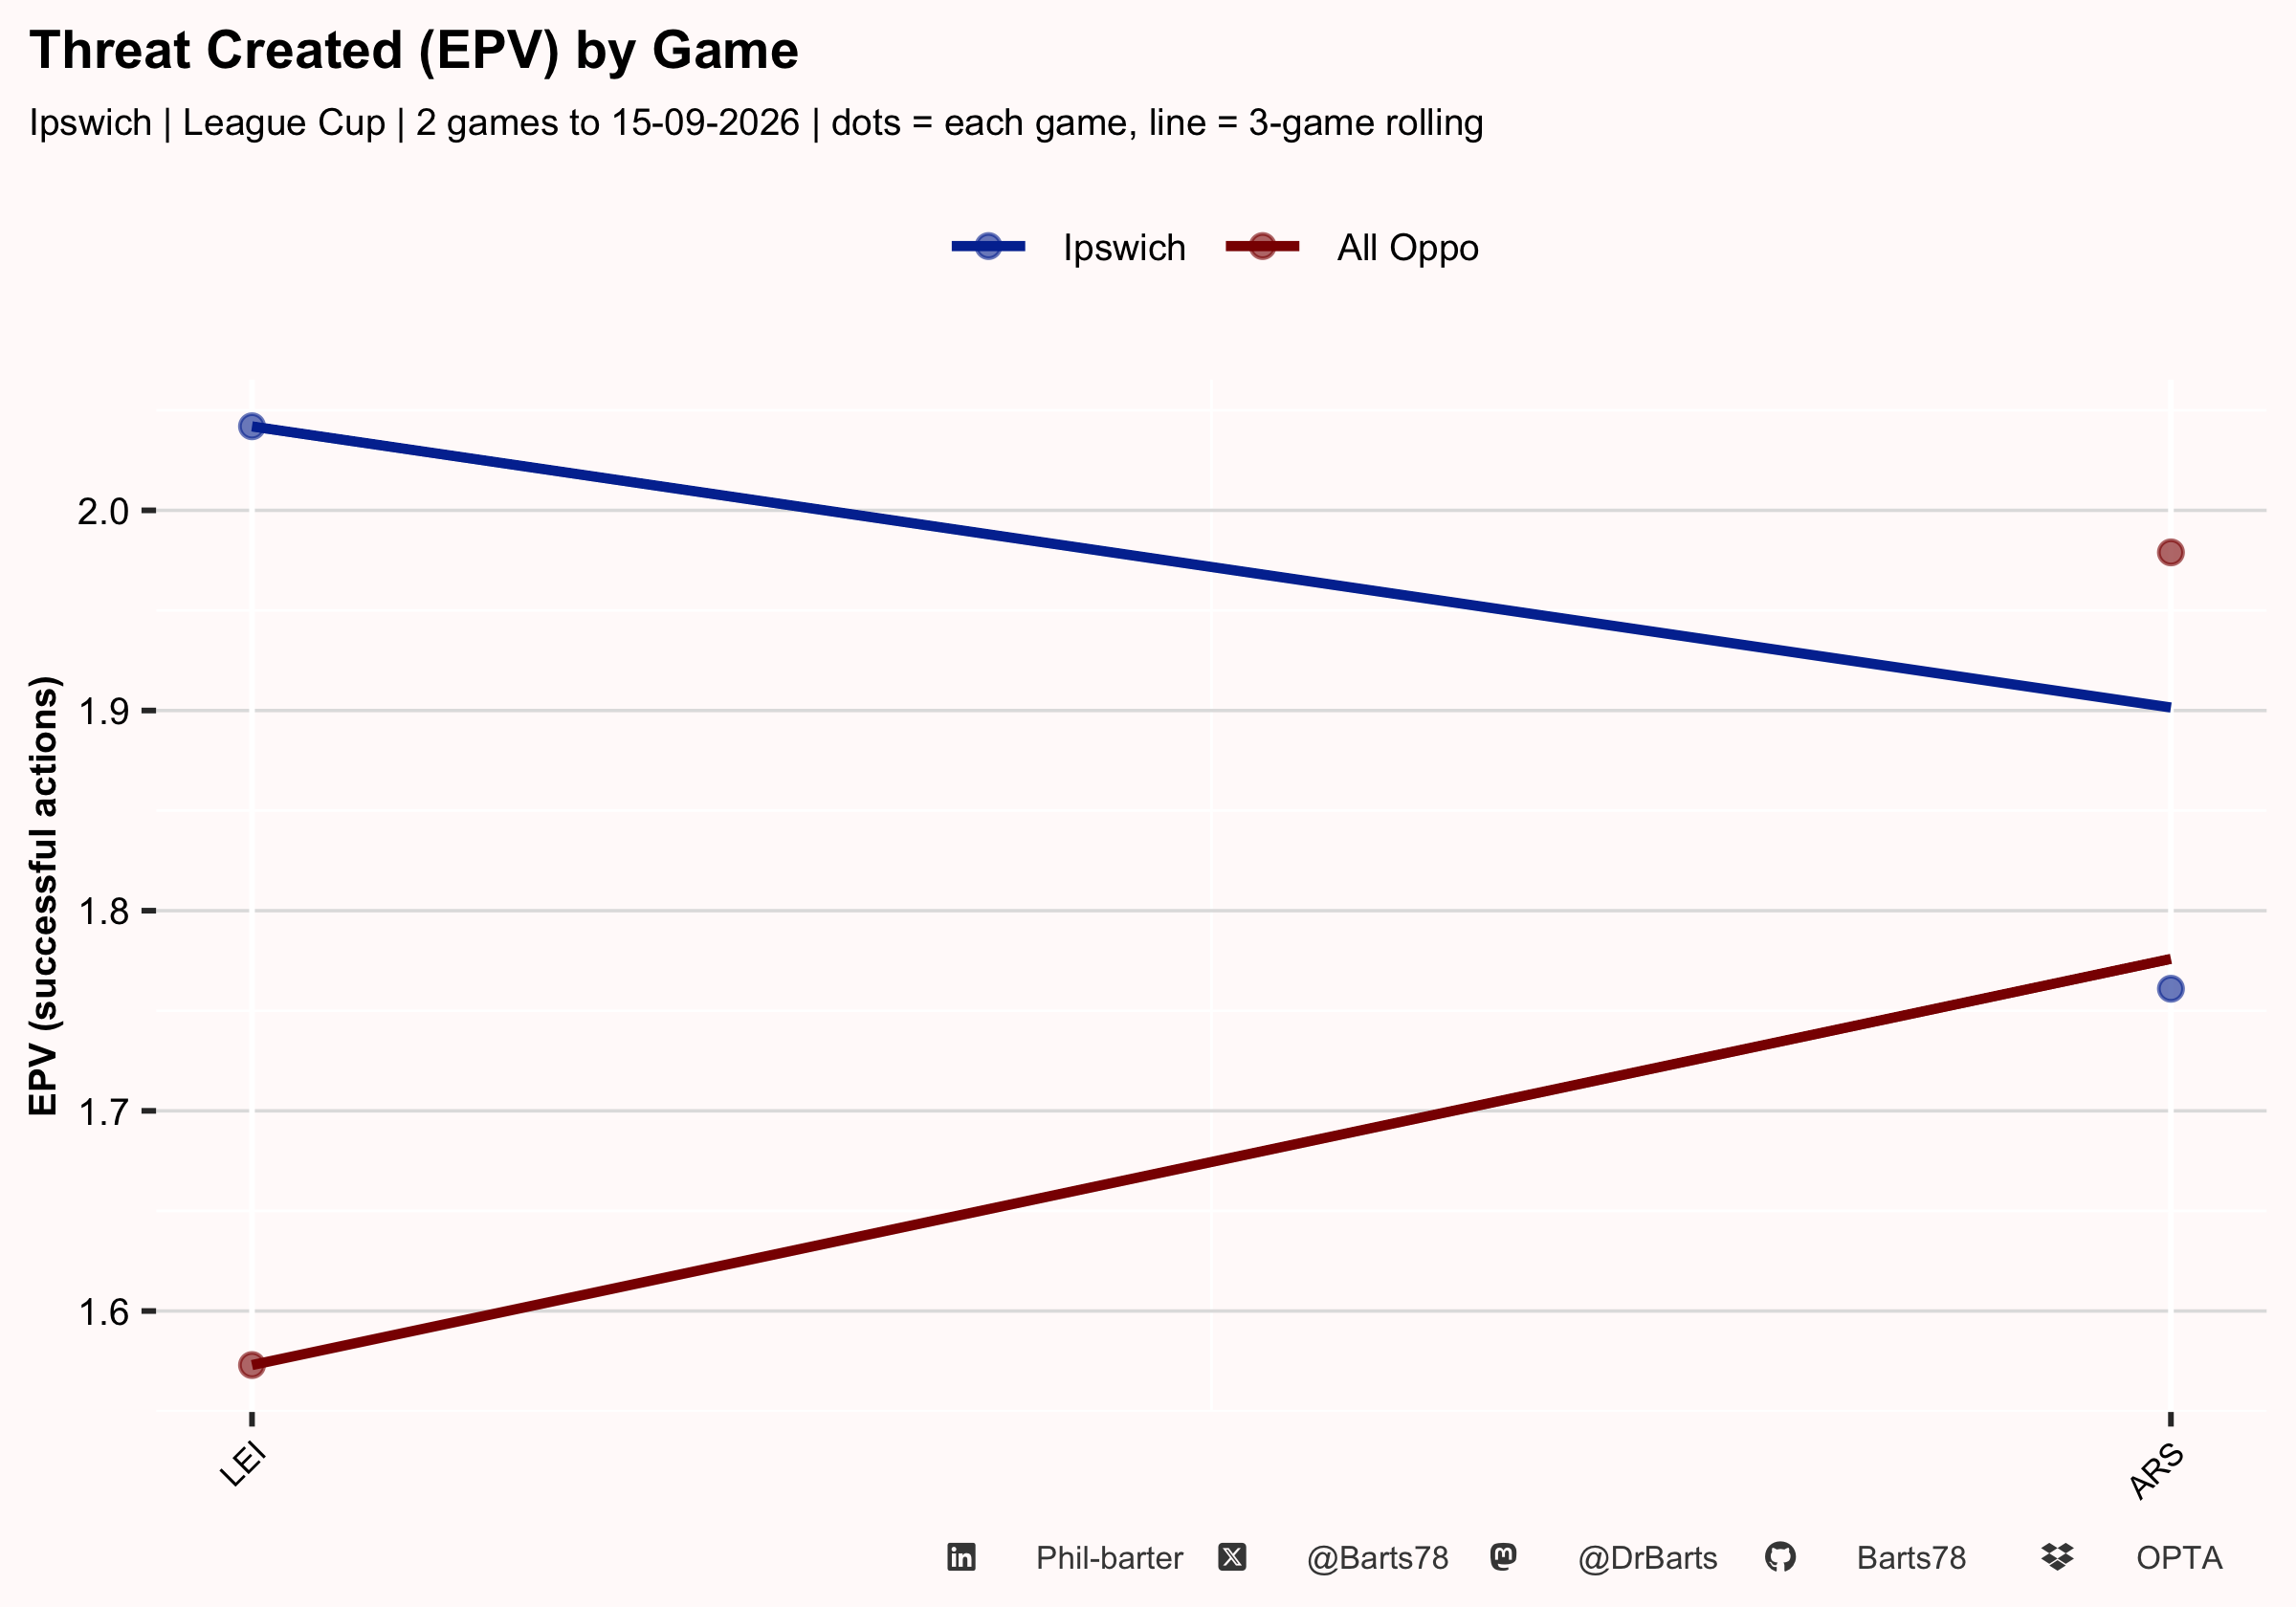 Threat Created (EPV) by Game
Ipswich | League Cup | 2 games to 15-09-2026 | dots = each game, line = 3-game rolling
Ipswich
All Oppo
EPV (successful actions)
2.0
1.9
1.8
1.7
1.6
LEI
ARS
Phil-barter @Barts78 @DrBarts Barts78 OPTA